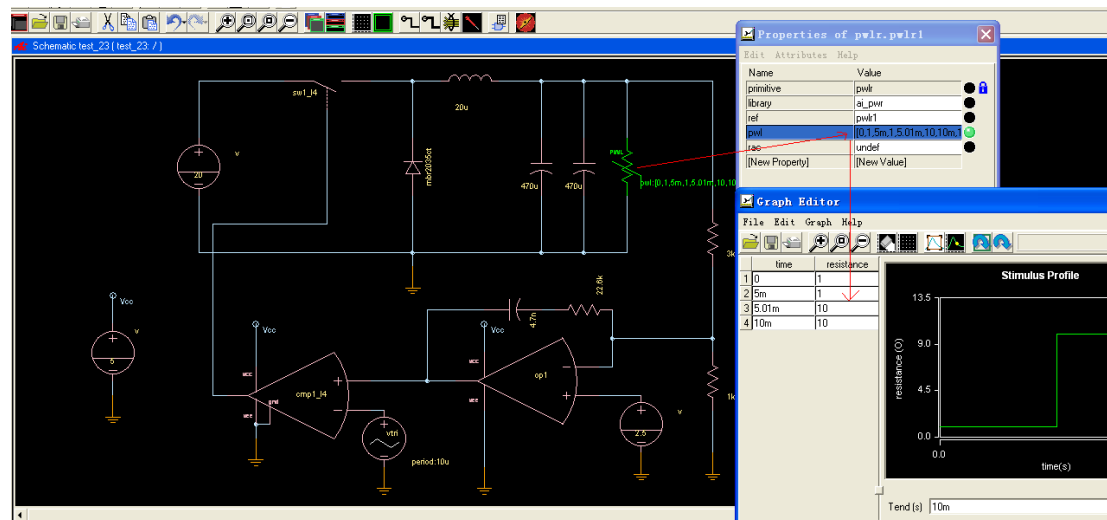 Schematic test_23 ( test_23: / )
sw1_l4
20u
v
20
mbr2035ct
470u
470u
PWL
pwl:[0,1,5m,1,5.01m,10,10
3k
22.6k
4.7n
Vcc
v
5
Vcc
vcc
vee
gnd
cmp1_l4
vtri
period:10u
Vcc
vcc
vee
op1
v
2.5
1k
Properties of pwlr.pwlr1
Edit Attributes Help
Name Value
primitive pwlr
library ai_pwr
ref pwlr1
pwl [0,1,5m,1,5.01m,10,10m,1
undef
[New Property] [New Value]
Graph Editor
File Edit Graph Help
time resistance
1 0 1
2 5m 1
3 5.01m 10
4 10m 10
Stimulus Profile
13.5
9.0
4.5
0.0
resistance (O)
0.0
time(s)
Tend (s) 10m